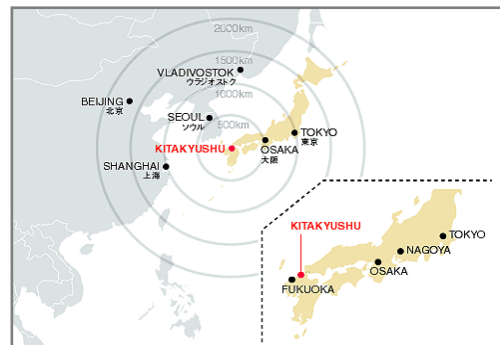 2000km
1500km
VLADIVOSTOK
ウラジオストク
1000km
BEIJING
北京
SEOUL
ソウル
500km
TOKYO
東京
KITAKYUSHU
OSAKA
大阪
SHANGHAI
上海
KITAKYUSHU
TOKYO
NAGOYA
OSAKA
FUKUOKA